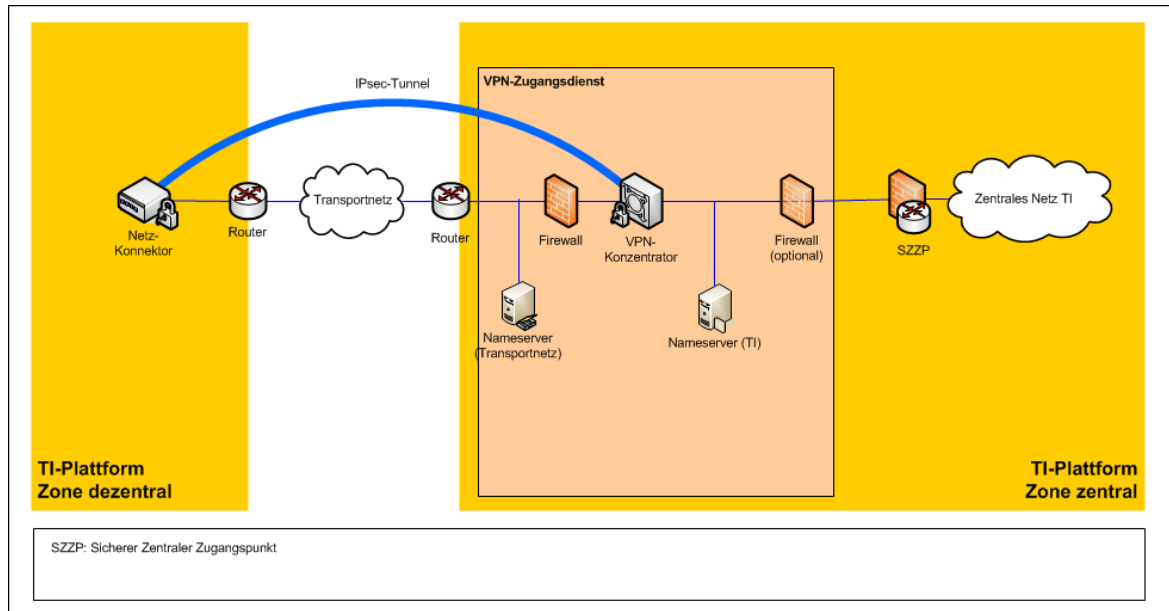 IPsec-Tunnel
VPN-Zugangsdienst
Netz-
Konnektor
Router
Transportnetz
Router
Firewall
VPN-
Konzentrator
Firewall
(optional)
SZZP
Zentrales Netz TI
Nameserver
(Transportnetz)
Nameserver (TI)
TI-Plattform
Zone dezentral
TI-Plattform
Zone zentral
SZZP: Sicherer Zentraler Zugangspunkt